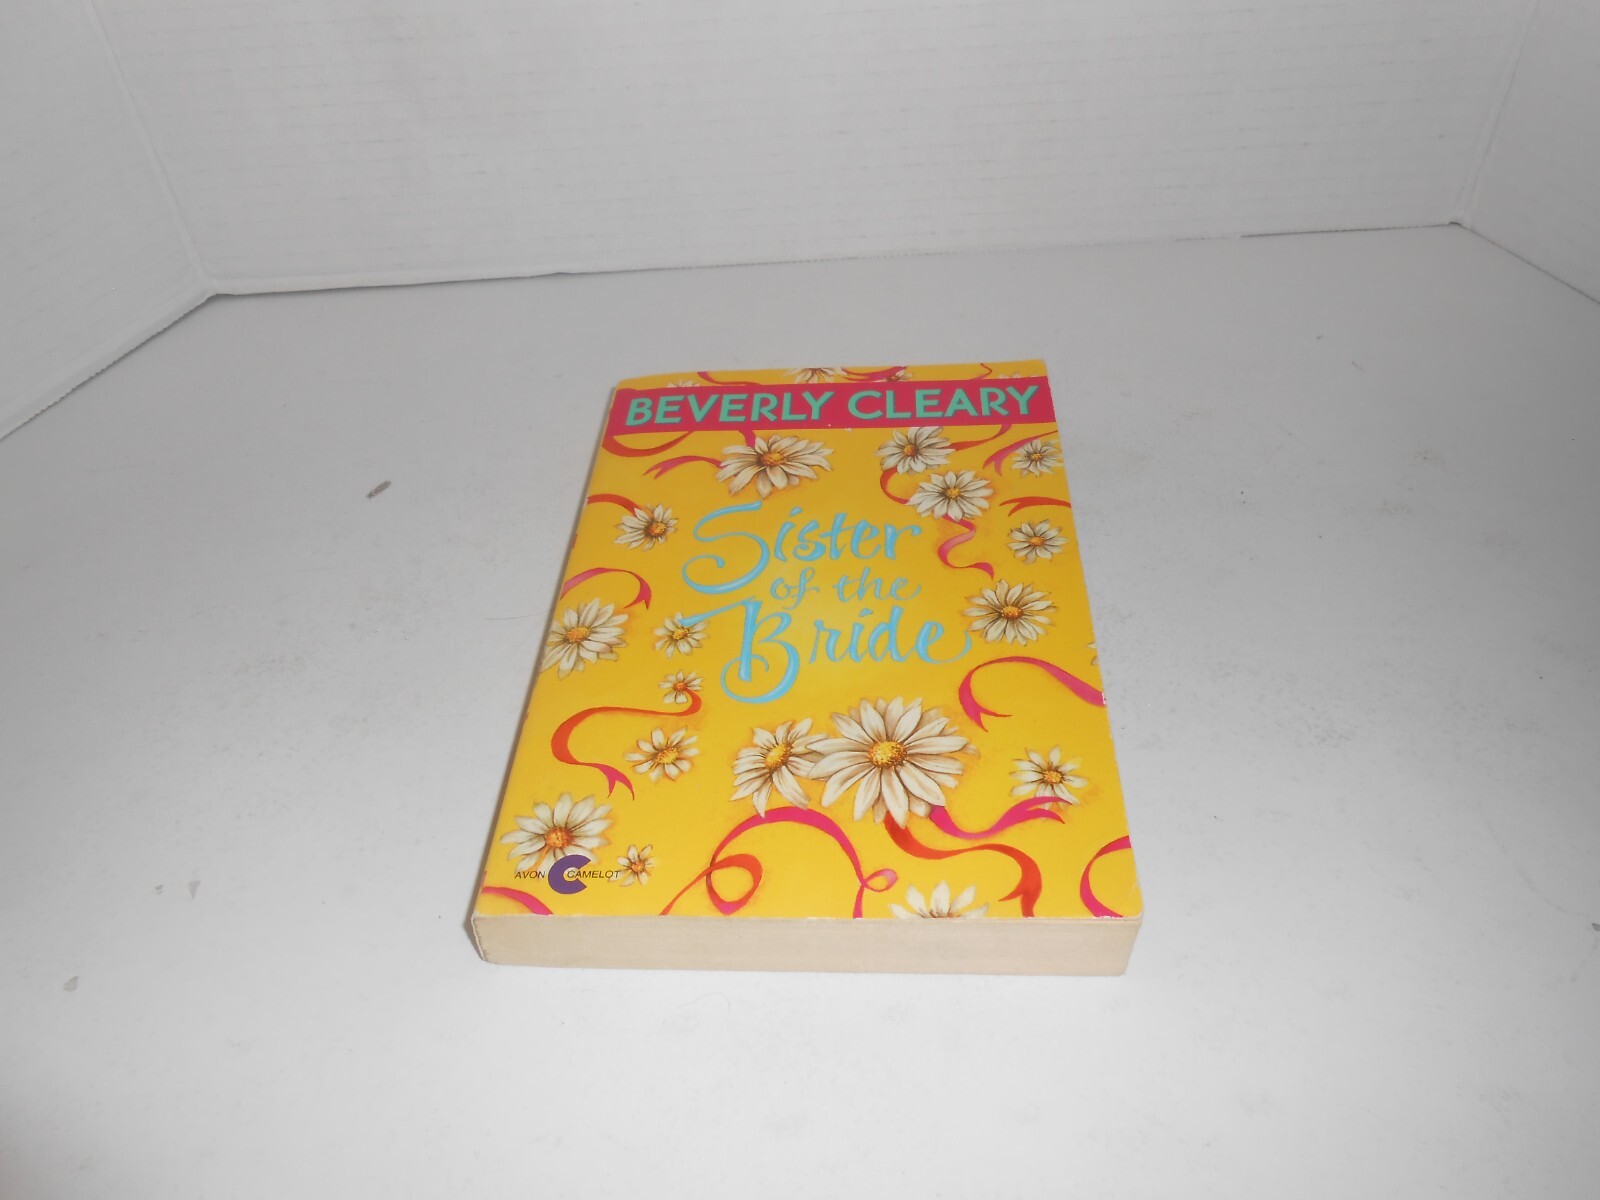 BEVERLY CLEARY
Sister
of the
Bride
AVON C CAMELOT